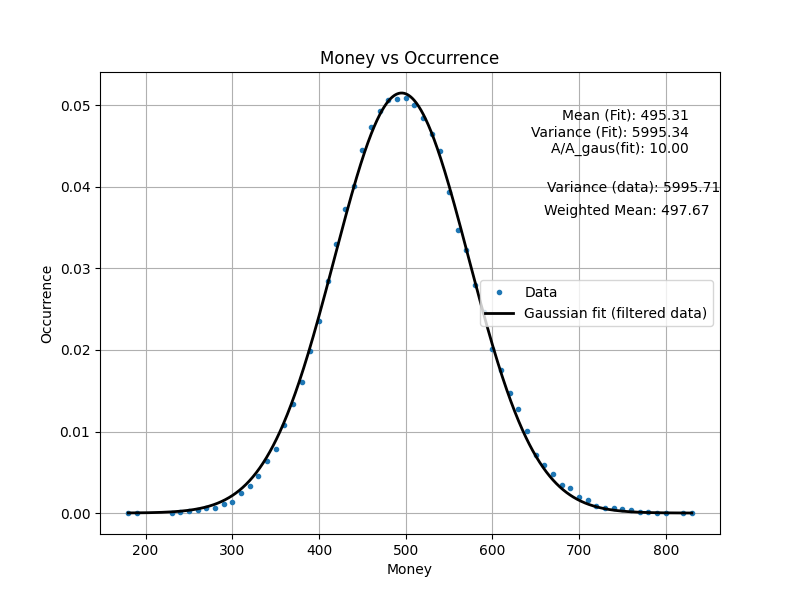 Money vs Occurrence
Mean (Fit): 495.31
Variance (Fit): 5995.34
A/A_gaus(fit): 10.00
Variance (data): 5995.71
Weighted Mean: 497.67
Data
Gaussian fit (filtered data)
Occurrence
0.05
0.04
0.03
0.02
0.01
0.00
200 300 400 500 600 700 800
Money